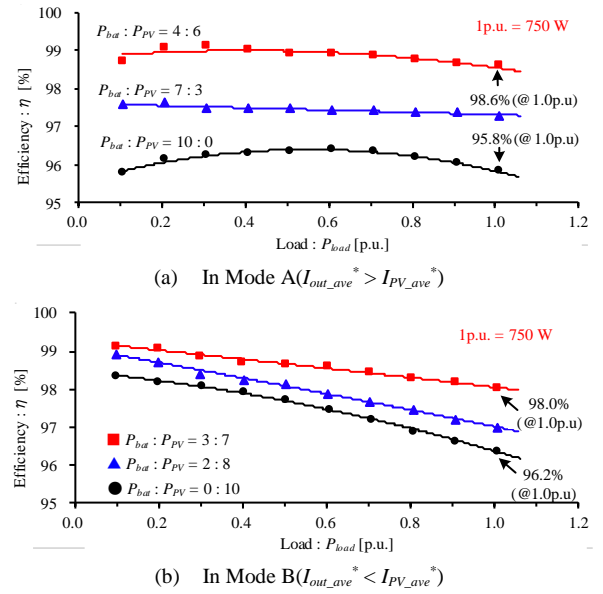 100
99
98
97
96
95
Efficiency : η [%]
P_bat : P_PV = 4 : 6
1p.u. = 750 W
P_bat : P_PV = 7 : 3
98.6% (@1.0p.u)
P_bat : P_PV = 10 : 0
95.8% (@1.0p.u)
0.0 0.2 0.4 0.6 0.8 1.0 1.2
Load : P_load [p.u.]
(a) In Mode A(I_out_ave* > I_PV_ave*)
100
99
98
97
96
95
Efficiency : η [%]
1p.u. = 750 W
98.0%
(@1.0p.u)
P_bat : P_PV = 3 : 7
P_bat : P_PV = 2 : 8
P_bat : P_PV = 0 : 10
96.2%
(@1.0p.u)
0.0 0.2 0.4 0.6 0.8 1.0 1.2
Load : P_load [p.u.]
(b) In Mode B(I_out_ave* < I_PV_ave*)